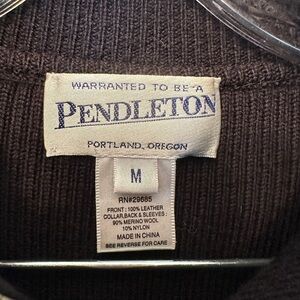 WARRANTED TO BE A
PENDLETON
PORTLAND, OREGON
M
RN#29685
FRONT: 100% LEATHER
COLLAR, BACK & SLEEVES:
90% MERINO WOOL
10% NYLON
MADE IN CHINA
SEE REVERSE FOR CARE